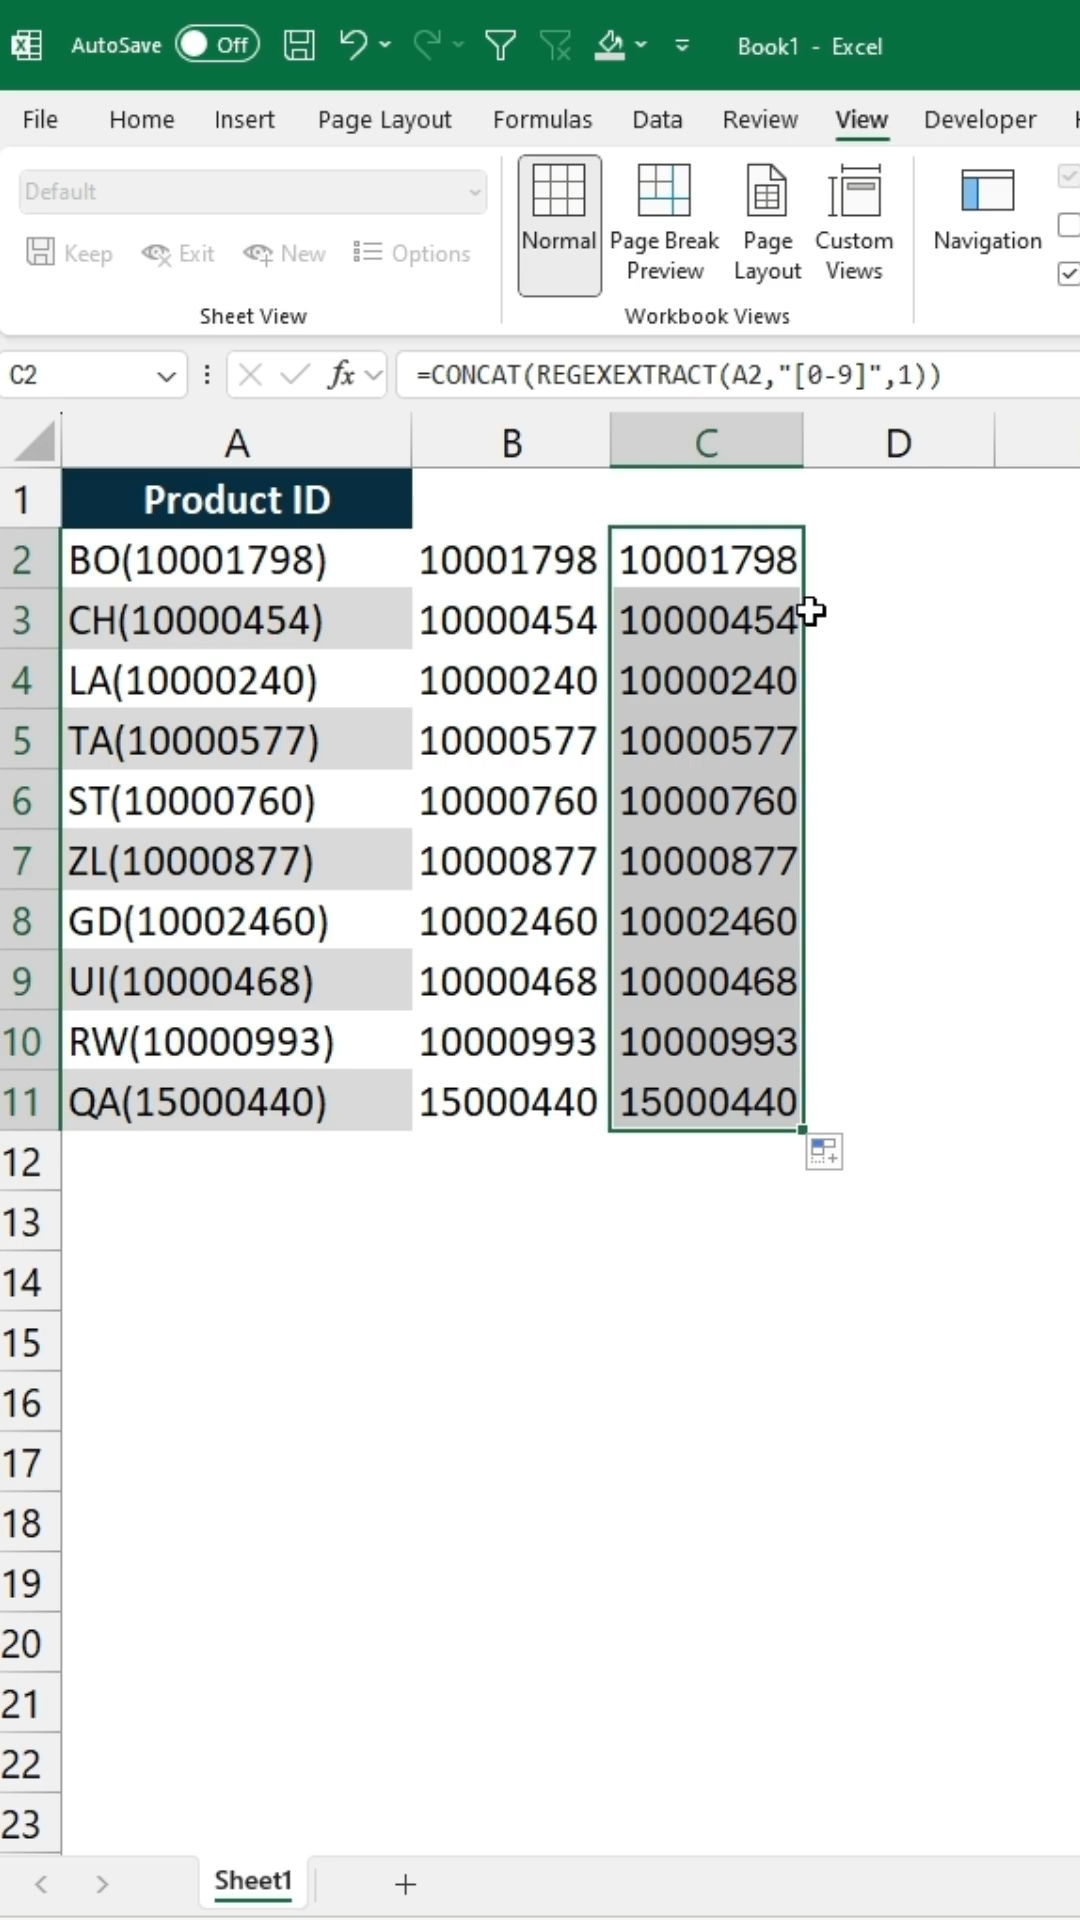 AutoSave Off Book1 - Excel
File Home Insert Page Layout Formulas Data Review View Developer
Default
Keep Exit New Options
Sheet View
Normal Page Break Preview Page Layout Custom Views
Workbook Views
Navigation
C2 fx =CONCAT(REGEXEXTRACT(A2,"[0-9]",1))
A B C D
1 Product ID
2 BO(10001798) 10001798 10001798
3 CH(10000454) 10000454 10000454
4 LA(10000240) 10000240 10000240
5 TA(10000577) 10000577 10000577
6 ST(10000760) 10000760 10000760
7 ZL(10000877) 10000877 10000877
8 GD(10002460) 10002460 10002460
9 UI(10000468) 10000468 10000468
10 RW(10000993) 10000993 10000993
11 QA(15000440) 15000440 15000440
12
13
14
15
16
17
18
19
20
21
22
23
Sheet1